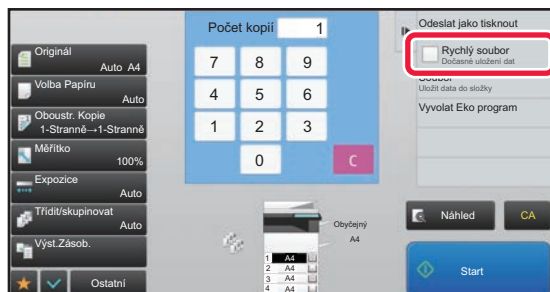 Originál
Auto A4
Volba Papíru
Auto
Oboustr. Kopie
1-Stranně→1-Stranně
Měřítko
100%
Expozice
Auto
Třídit/skupinovat
Auto
Výst.Zásob.
Ostatní
Počet kopií 1
7 8 9
4 5 6
1 2 3
0 C
Obyčejný
A4
1 A4
2 A4
3 A4
4 A4
Odeslat jako tisknout
Rychlý soubor
Dočasné uložení dat
Soubor
Uložit data do složky
Vyvolat Eko program
Náhled CA
Start